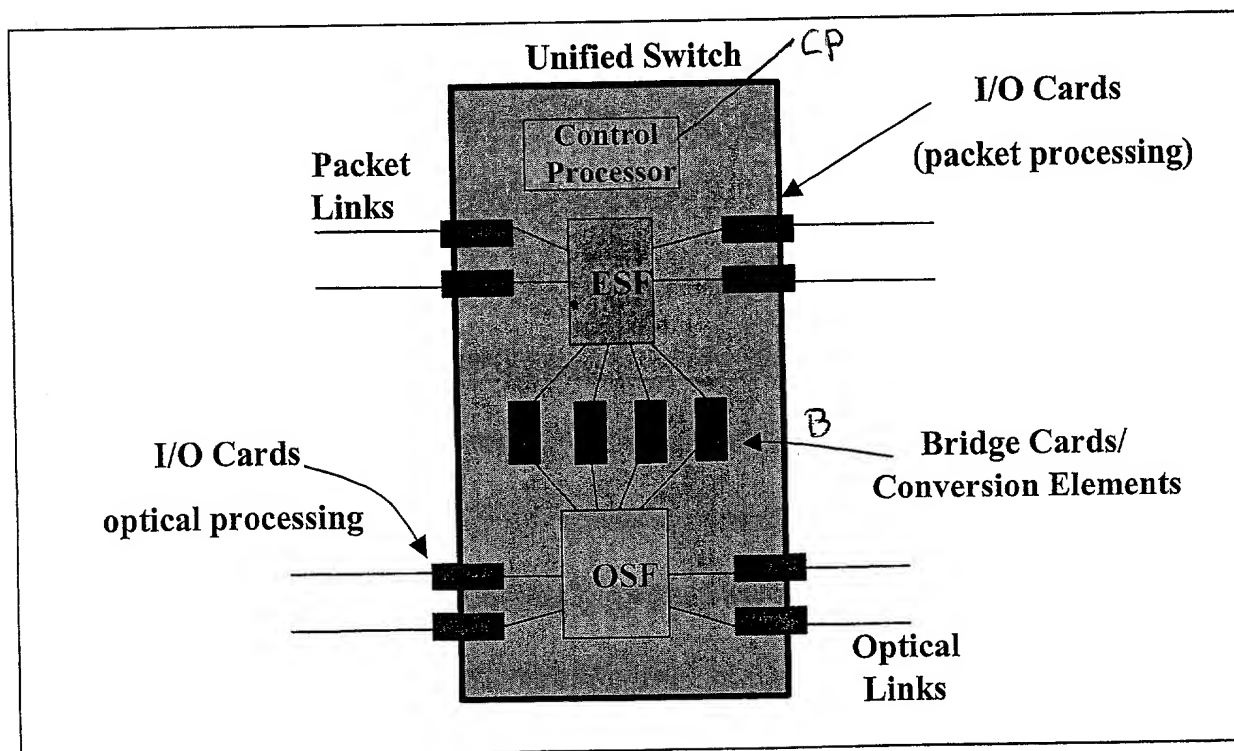 Unified Switch
CP
I/O Cards
(packet processing)
Control
Processor
Packet
Links
ESF
B
Bridge Cards/
Conversion Elements
I/O Cards
optical processing
OSF
Optical
Links